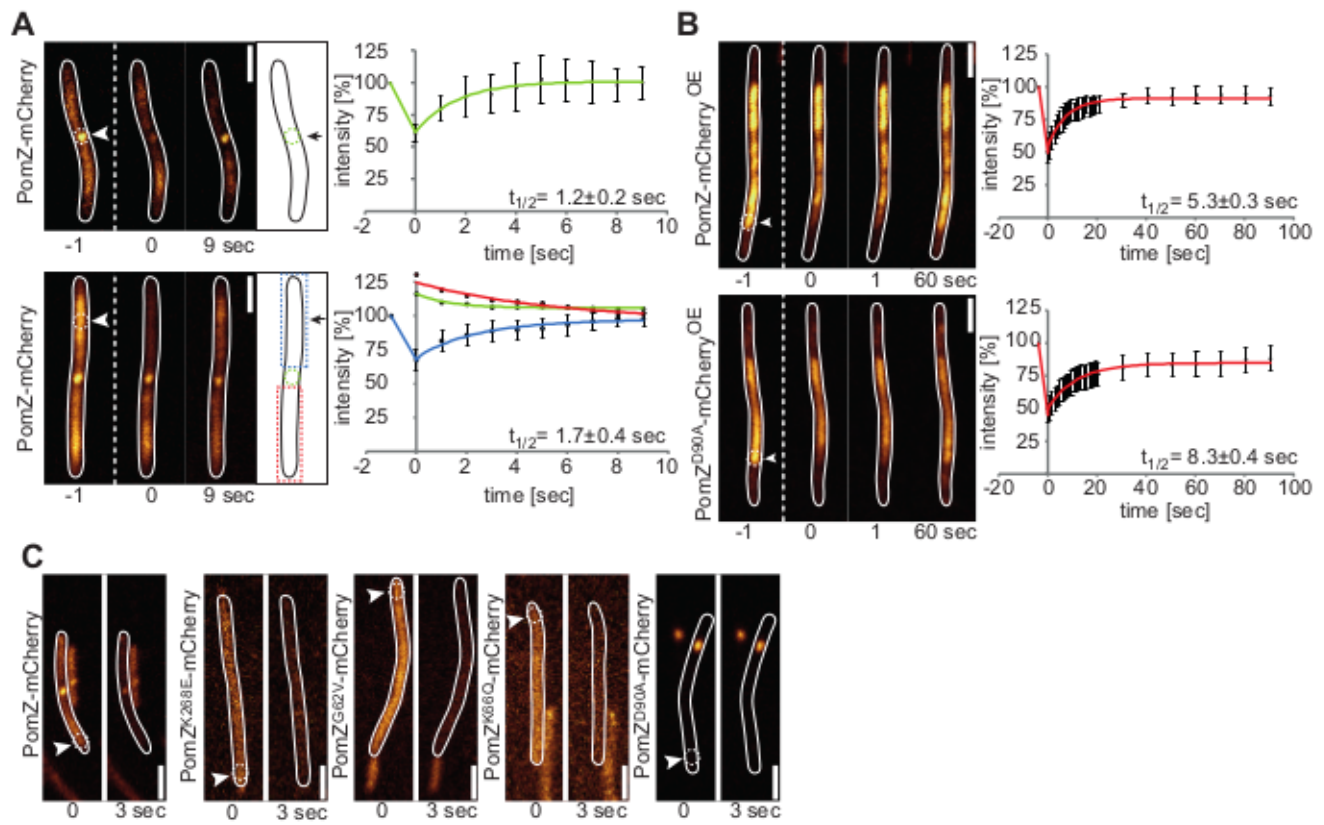 A
PomZ-mCherry
-1 0 9 sec
intensity [%]
125
100
75
50
25
t1/2= 1.2±0.2 sec
-2 0 2 4 6 8 10
time [sec]
PomZ-mCherry
-1 0 9 sec
intensity [%]
125
100
75
50
25
t1/2= 1.7±0.4 sec
-2 0 2 4 6 8 10
time [sec]
B
PomZ-mCherryOE
-1 0 1 60 sec
intensity [%]
125
100
75
50
25
t1/2= 5.3±0.3 sec
-20 0 20 40 60 80 100
time [sec]
PomZD90A-mCherryOE
-1 0 1 60 sec
intensity [%]
125
100
75
50
25
t1/2= 8.3±0.4 sec
-20 0 20 40 60 80 100
time [sec]
C
PomZ-mCherry
0 3 sec
PomZK268E-mCherry
0 3 sec
PomZG62V-mCherry
0 3 sec
PomZK66Q-mCherry
0 3 sec
PomZD90A-mCherry
0 3 sec